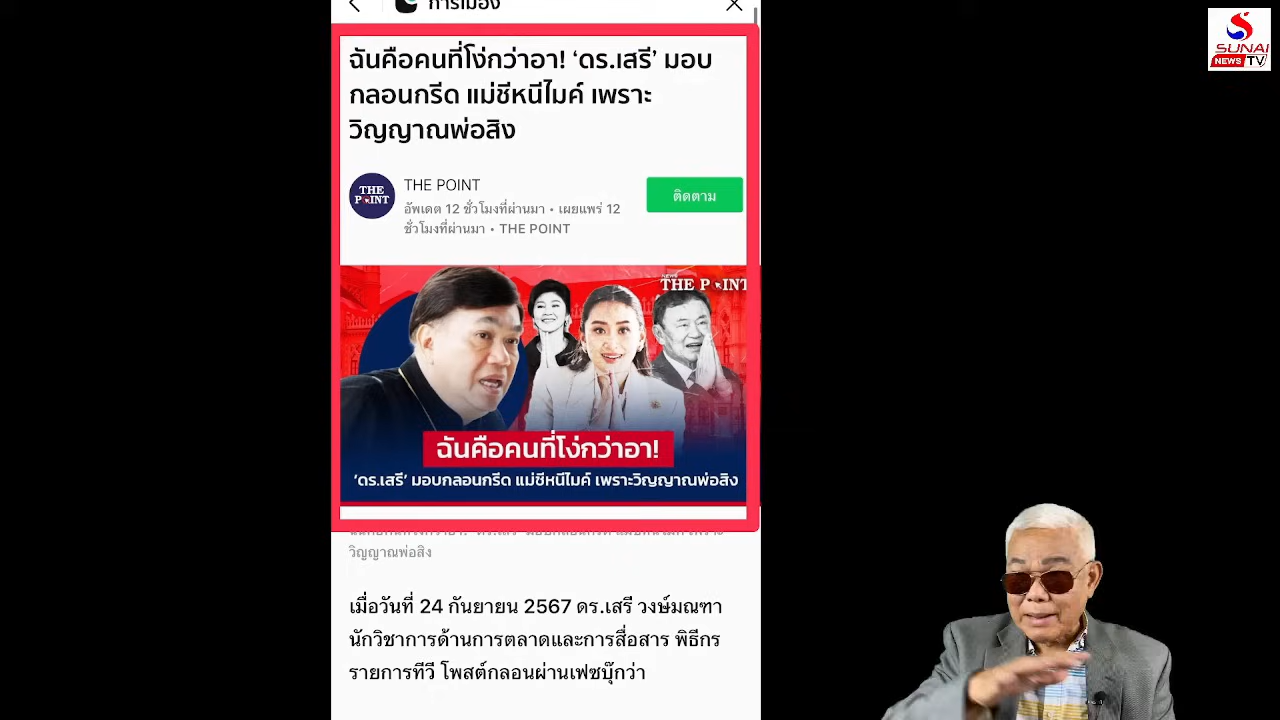 การเมือง
SUNAI
NEWS TV
ฉันคือคนที่โง่กว่าอา! ‘ดร.เสรี’ มอบ
กลอนกรีด แม่ชีหนีไมค์ เพราะ
วิญญาณพ่อสิง
THE POINT
THE
POINT
ติดตาม
อัพเดต 12 ชั่วโมงที่ผ่านมา • เผยแพร่ 12
ชั่วโมงที่ผ่านมา • THE POINT
NEWS
THE POINT
ฉันคือคนที่โง่กว่าอา!
‘ดร.เสรี’ มอบกลอนกรีด แม่ชีหนีไมค์ เพราะวิญญาณพ่อสิง
วิญญาณพ่อสิง
เมื่อวันที่ 24 กันยายน 2567 ดร.เสรี วงษ์มณฑา
นักวิชาการด้านการตลาดและการสื่อสาร พิธีกร
รายการทีวี โพสต์กลอนผ่านเฟซบุ๊กว่า